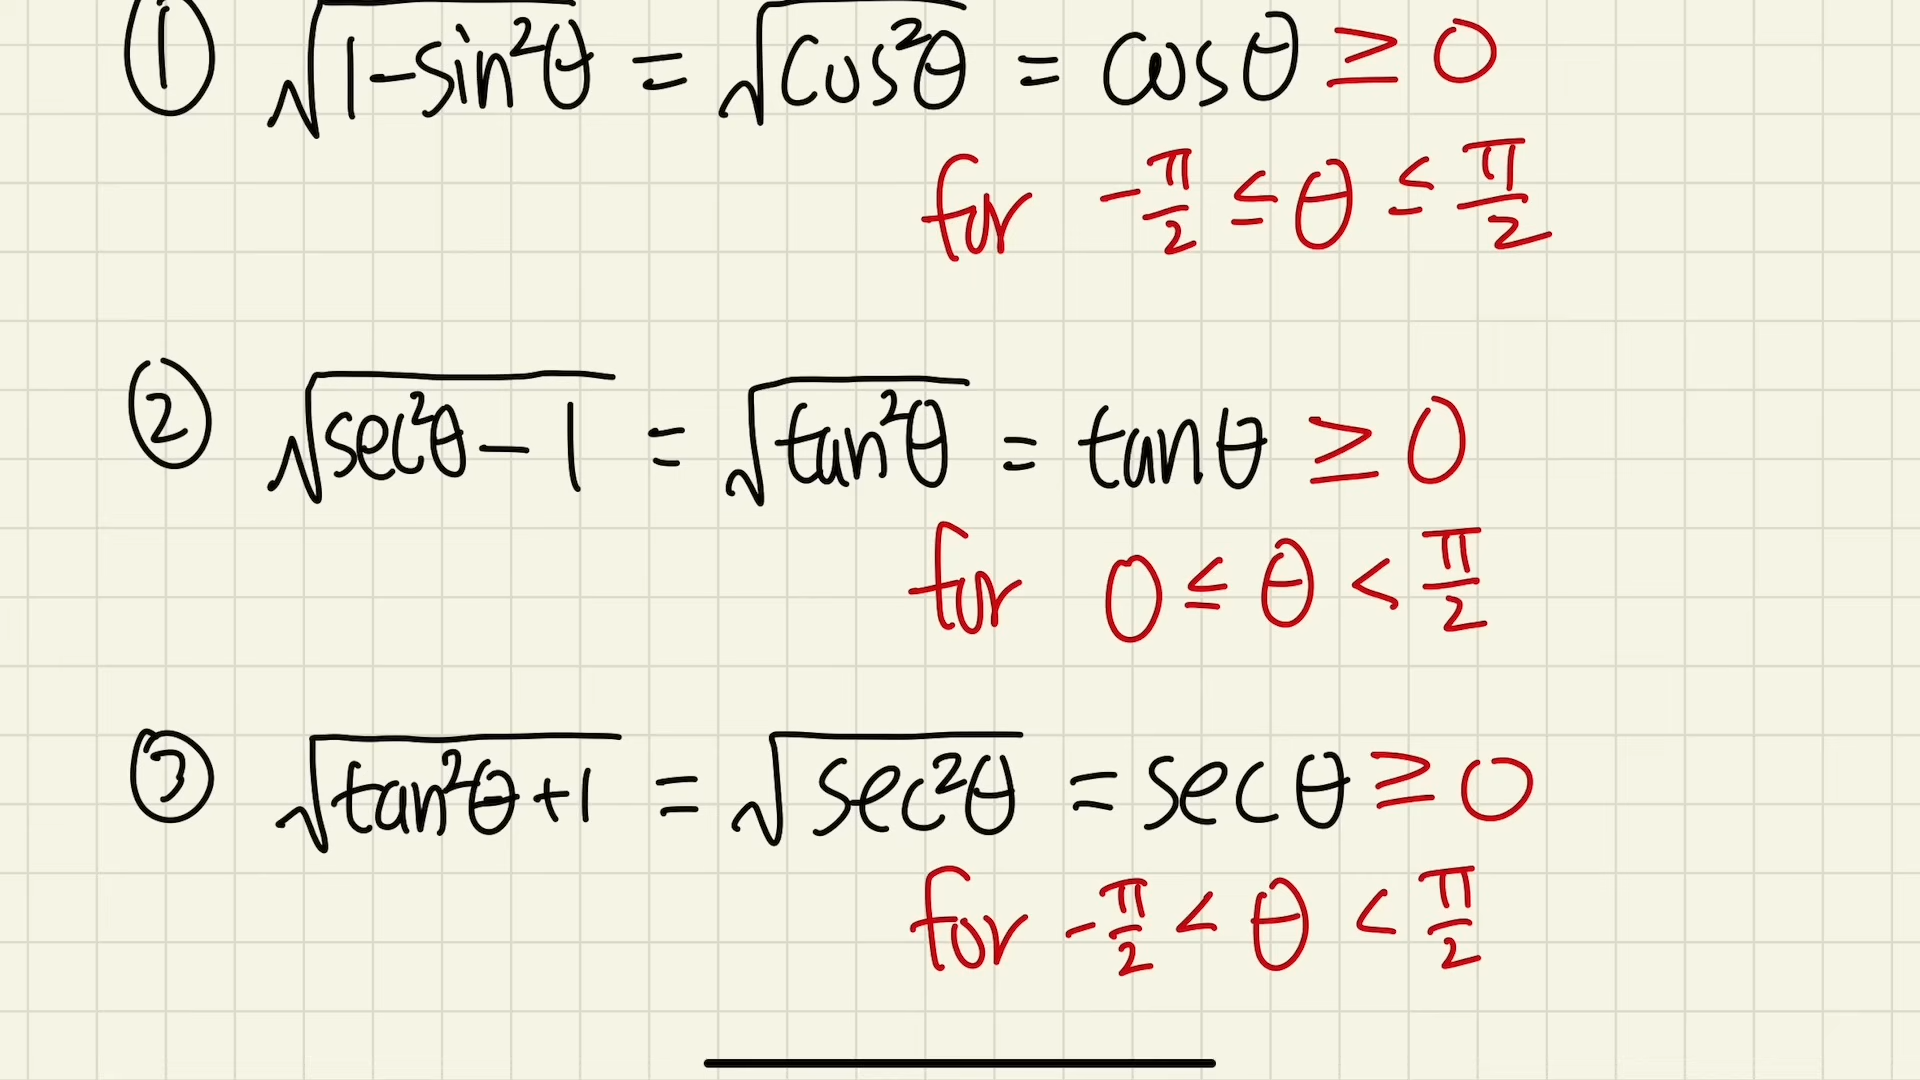 ① √(1-sin²θ) = √(cos²θ) = cosθ ≥ 0
for -π/2 ≤ θ ≤ π/2
② √(sec²θ-1) = √(tan²θ) = tanθ ≥ 0
for 0 ≤ θ < π/2
③ √(tan²θ+1) = √(sec²θ) = secθ ≥ 0
for -π/2 < θ < π/2